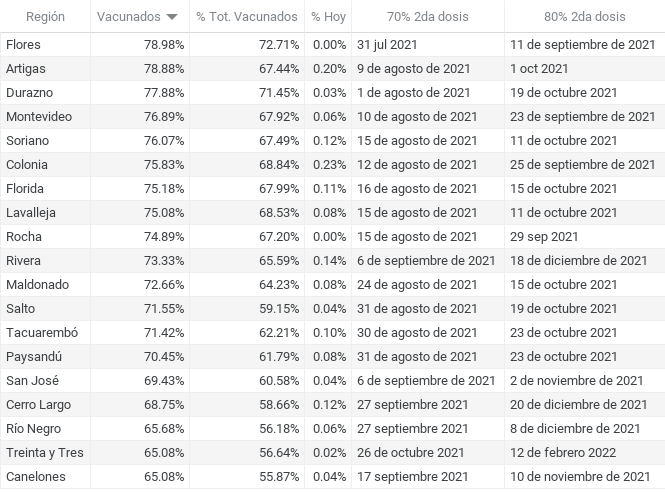 Región Vacunados % Tot. Vacunados % Hoy 70% 2da dosis 80% 2da dosis
Flores 78.98% 72.71% 0.00% 31 jul 2021 11 de septiembre de 2021
Artigas 78.88% 67.44% 0.20% 9 de agosto de 2021 1 oct 2021
Durazno 77.88% 71.45% 0.03% 1 de agosto de 2021 19 de octubre de 2021
Montevideo 76.89% 67.92% 0.06% 10 de agosto de 2021 23 de septiembre de 2021
Soriano 76.07% 67.49% 0.12% 15 de agosto de 2021 11 de octubre de 2021
Colonia 75.83% 68.84% 0.23% 12 de agosto de 2021 25 de septiembre de 2021
Florida 75.18% 67.99% 0.11% 16 de agosto de 2021 15 de octubre de 2021
Lavalleja 75.08% 68.53% 0.08% 15 de agosto de 2021 11 de octubre de 2021
Rocha 74.89% 67.20% 0.00% 15 de agosto de 2021 29 sep 2021
Rivera 73.33% 65.59% 0.14% 6 de septiembre de 2021 18 de diciembre de 2021
Maldonado 72.66% 64.23% 0.08% 24 de agosto de 2021 15 de octubre de 2021
Salto 71.55% 59.15% 0.04% 31 de agosto de 2021 19 de octubre de 2021
Tacuarembó 71.42% 62.21% 0.10% 30 de agosto de 2021 23 de octubre de 2021
Paysandú 70.45% 61.79% 0.08% 31 de agosto de 2021 23 de octubre de 2021
San José 69.43% 60.58% 0.04% 6 de septiembre de 2021 2 de noviembre de 2021
Cerro Largo 68.75% 58.66% 0.12% 27 septiembre 2021 20 de diciembre de 2021
Río Negro 65.68% 56.18% 0.06% 27 septiembre 2021 8 de diciembre de 2021
Treinta y Tres 65.08% 56.64% 0.02% 26 de octubre de 2021 12 de febrero 2022
Canelones 65.08% 55.87% 0.04% 17 septiembre 2021 10 de noviembre de 2021